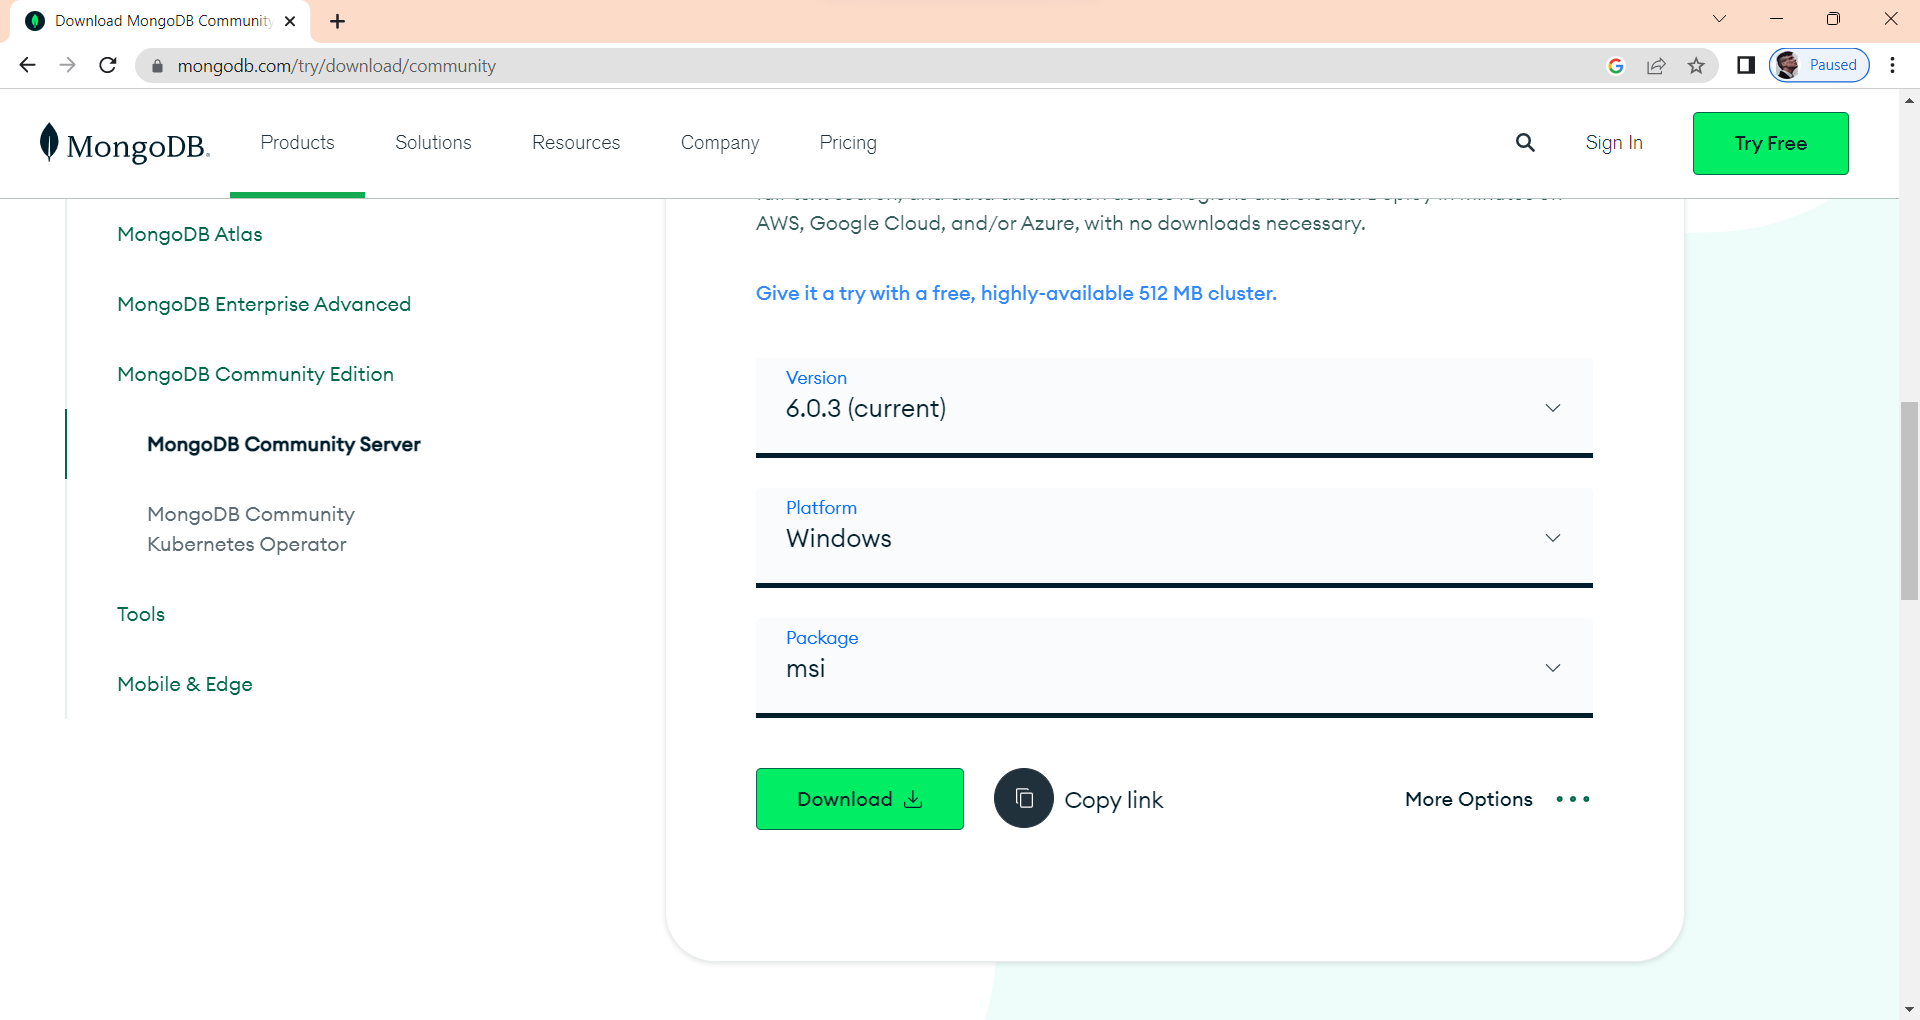 Download MongoDB Community
mongodb.com/try/download/community
Paused
MongoDB.
Products
Solutions
Resources
Company
Pricing
Sign In
Try Free
MongoDB Atlas
MongoDB Enterprise Advanced
MongoDB Community Edition
MongoDB Community Server
MongoDB Community
Kubernetes Operator
Tools
Mobile & Edge
AWS, Google Cloud, and/or Azure, with no downloads necessary.
Give it a try with a free, highly-available 512 MB cluster.
Version
6.0.3 (current)
Platform
Windows
Package
msi
Download
Copy link
More Options